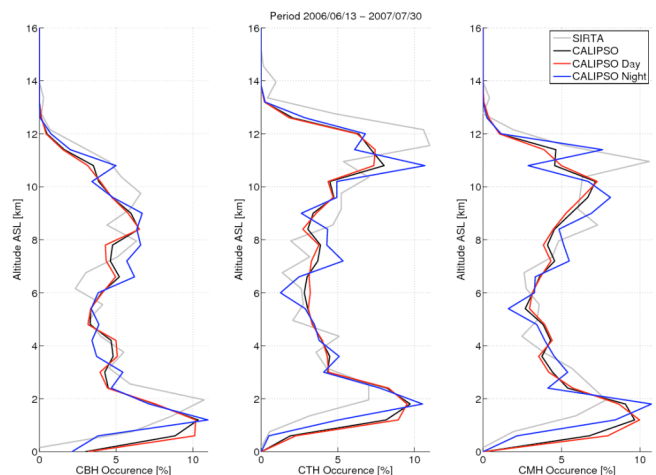 Period 2006/06/13 – 2007/07/30
16
14
12
10
8
6
4
2
0
Altitude ASL [km]
0 5 10
CBH Occurence [%]
16
14
12
10
8
6
4
2
0
Altitude ASL [km]
0 5 10
CTH Occurence [%]
16
14
12
10
8
6
4
2
0
Altitude ASL [km]
0 5 10
CMH Occurence [%]
SIRTA
CALIPSO
CALIPSO Day
CALIPSO Night